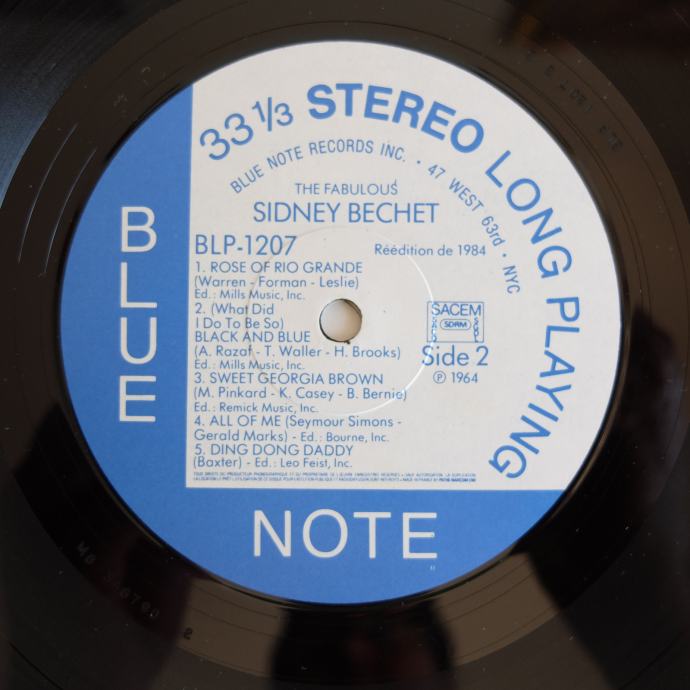 33 1/3 STEREO LONG PLAYING
BLUE NOTE RECORDS INC. • 47 WEST 63rd • NYC
THE FABULOUS
SIDNEY BECHET
BLP-1207
Réédition de 1984
1. ROSE OF RIO GRANDE
(Warren - Forman - Leslie)
Ed.: Mills Music, Inc.
2. (What Did
I Do To Be So)
BLACK AND BLUE
(A. Razaf - T. Waller - H. Brooks)
Ed.: Mills Music, Inc.
3. SWEET GEORGIA BROWN
(M. Pinkard - K. Casey - B. Bernie)
Ed.: Remick Music, Inc.
4. ALL OF ME (Seymour Simons -
Gerald Marks) - Ed.: Bourne, Inc.
5. DING DONG DADDY
(Baxter) - Ed.: Leo Feist, Inc.
SACEM
SDRM
Side 2
℗ 1964
BLUE
NOTE